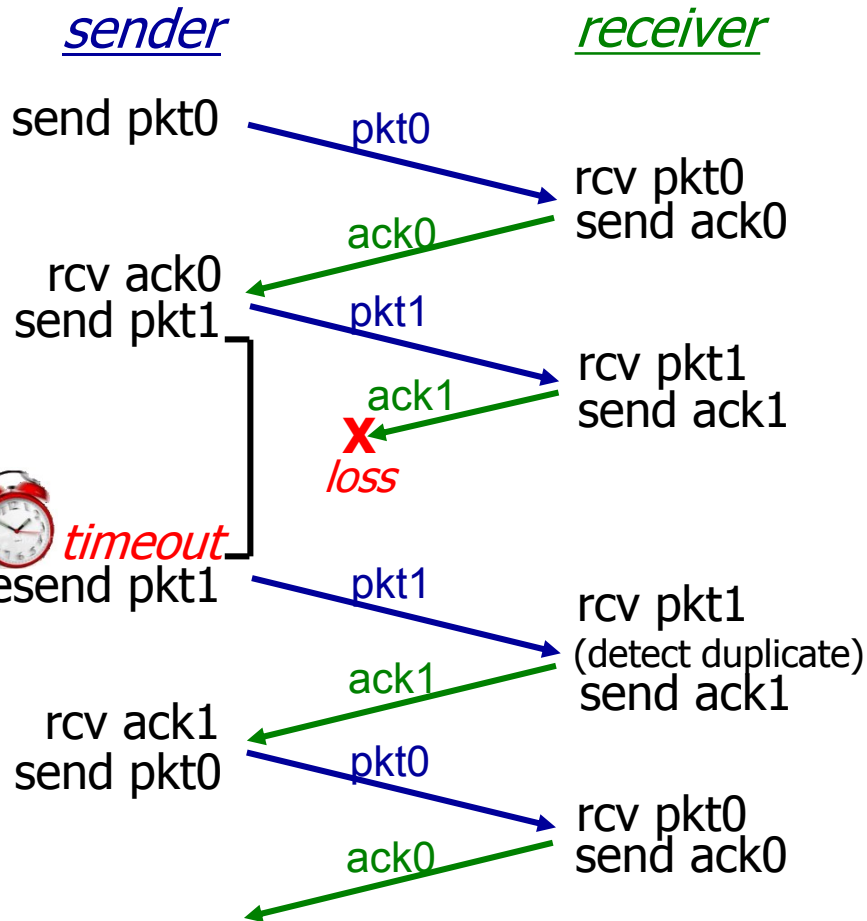 sender
receiver
send pkt0
pkt0
rcv pkt0
send ack0
ack0
rcv ack0
send pkt1
pkt1
rcv pkt1
send ack1
ack1
X
loss
timeout
esend pkt1
pkt1
rcv pkt1
(detect duplicate)
send ack1
ack1
rcv ack1
send pkt0
pkt0
rcv pkt0
send ack0
ack0